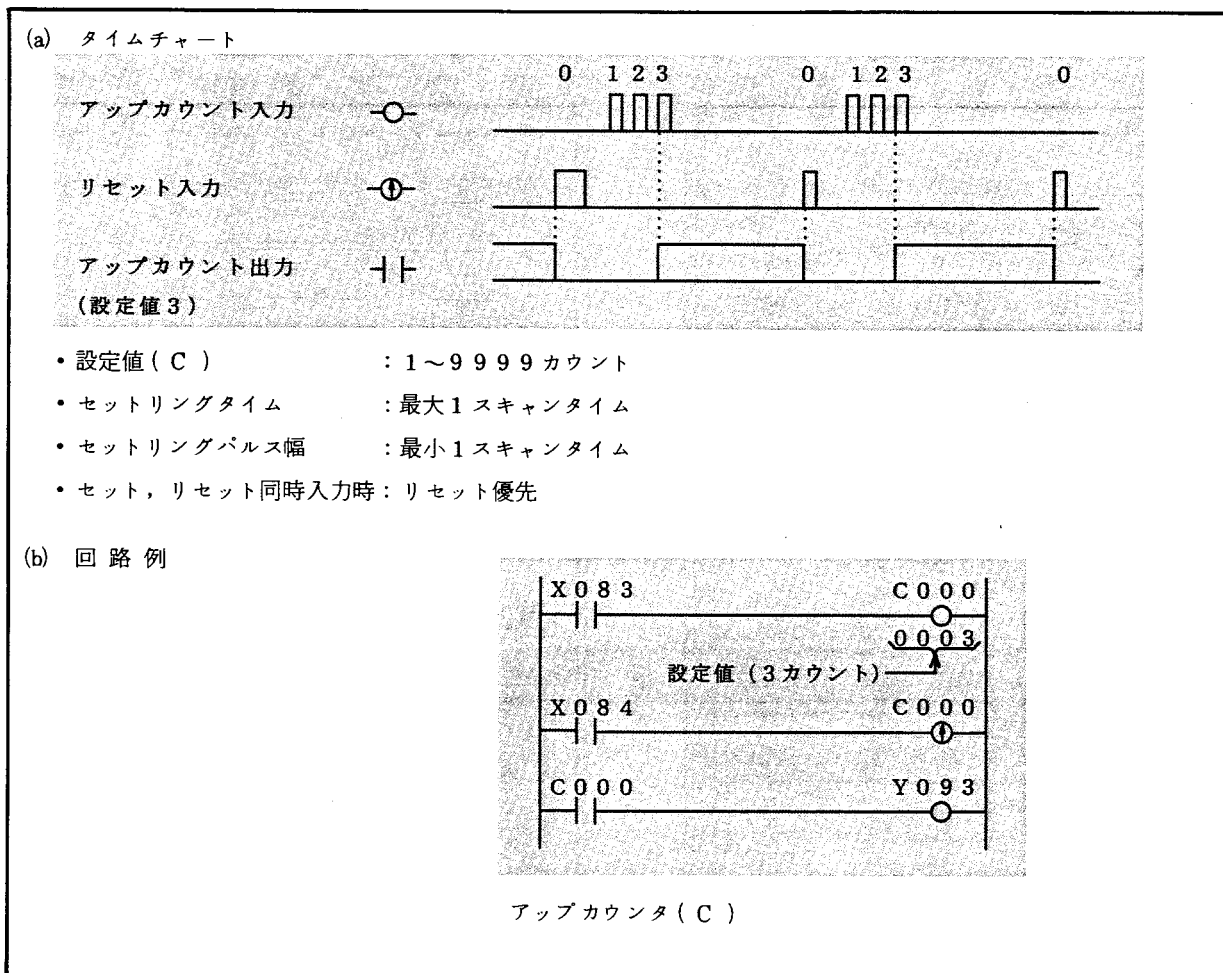 (a) タイムチャート
0 1 2 3 0 1 2 3 0
アップカウント入力
リセット入力
アップカウント出力
(設定値3)
・設定値(C) :1~9999カウント
・セットリングタイム :最大1スキャンタイム
・セットリングパルス幅 :最小1スキャンタイム
・セット,リセット同時入力時:リセット優先
(b) 回路例
X083 C000
0003
設定値(3カウント)
X084 C000
C000 Y093
アップカウンタ(C)